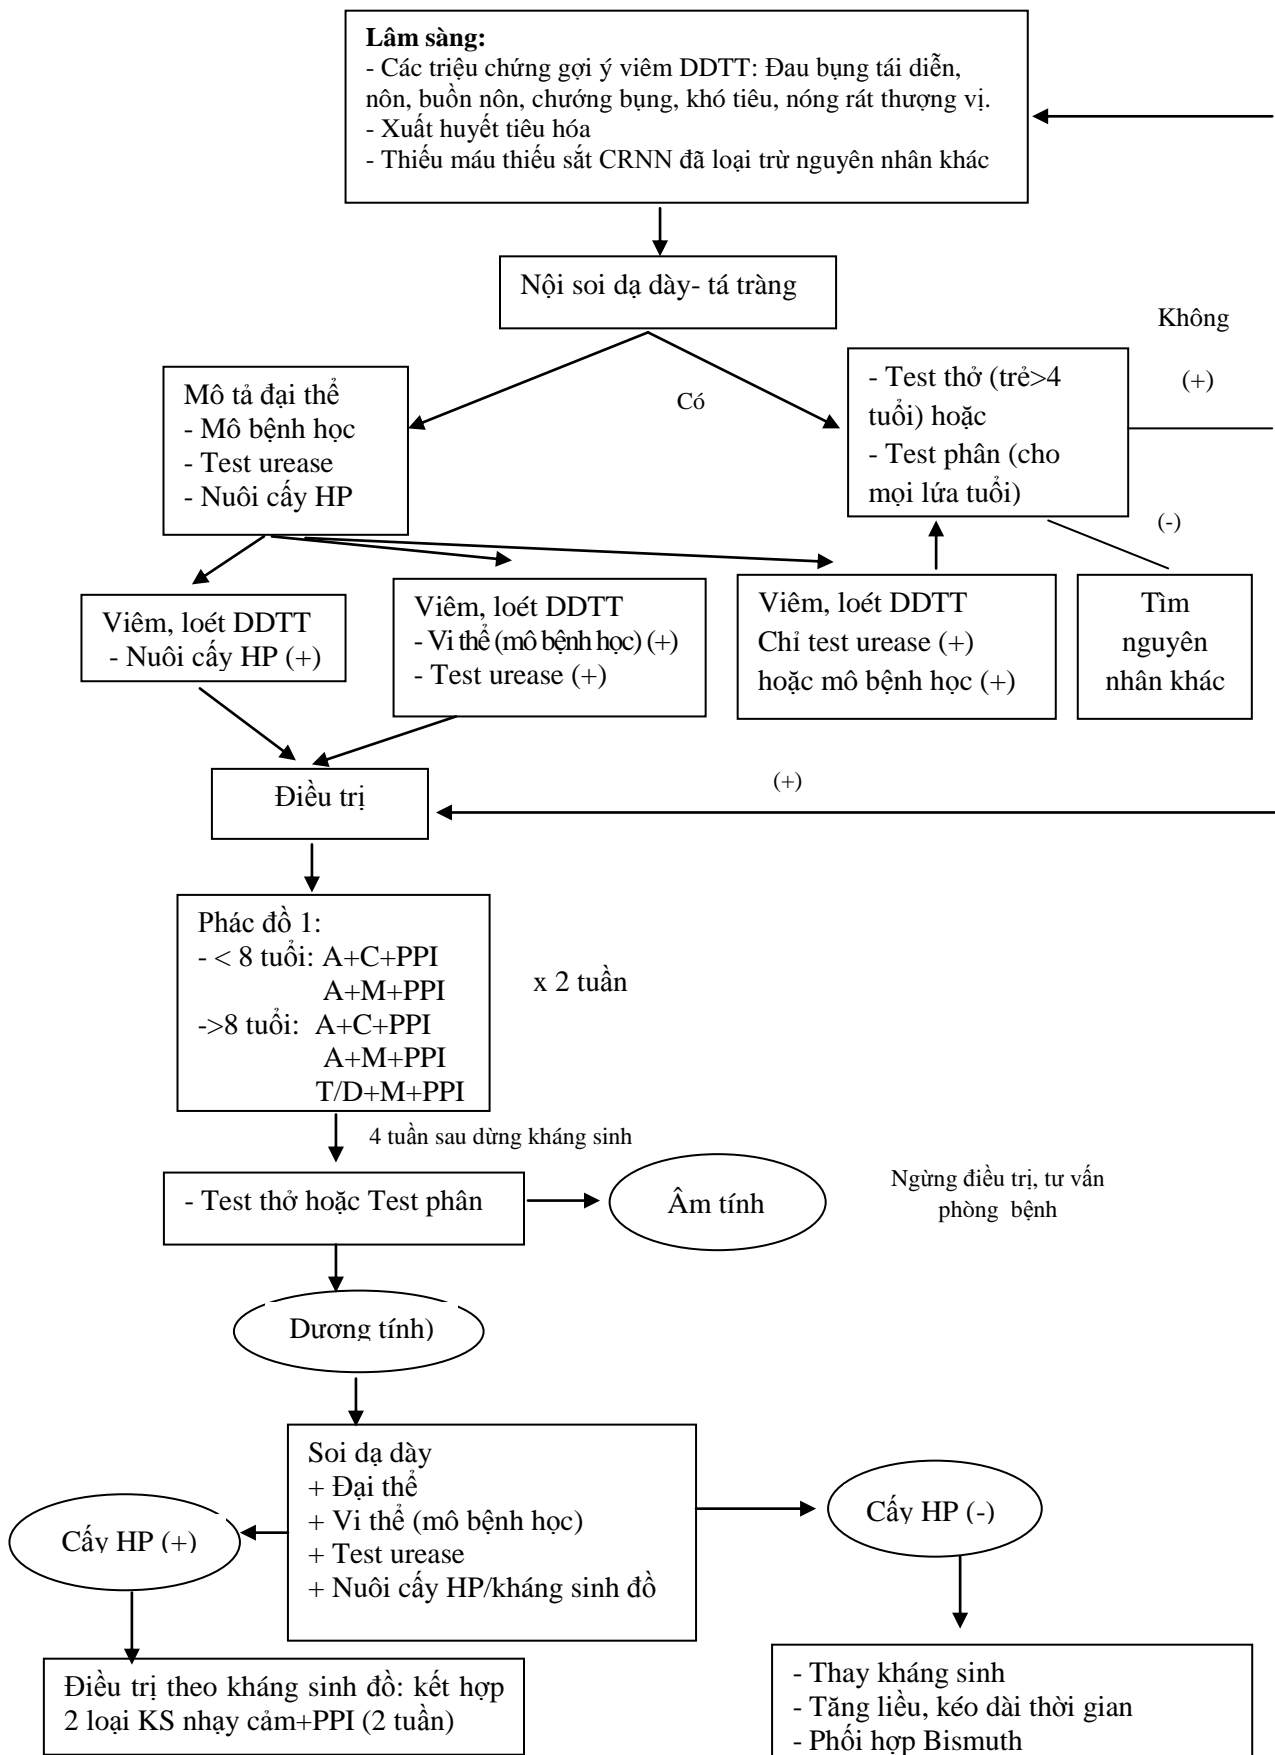 Lâm sàng:
- Các triệu chứng gợi ý viêm DDTT: Đau bụng tái diễn,
nôn, buồn nôn, chướng bụng, khó tiêu, nóng rát thượng vị.
- Xuất huyết tiêu hóa
- Thiếu máu thiếu sắt CRNN đã loại trừ nguyên nhân khác
Nội soi dạ dày- tá tràng
Không
Mô tả đại thể
- Mô bệnh học
- Test urease
- Nuôi cấy HP
Có
- Test thở (trẻ>4
tuổi) hoặc
- Test phân (cho
mọi lứa tuổi)
(+)
(-)
Viêm, loét DDTT
- Nuôi cấy HP (+)
Viêm, loét DDTT
- Vi thể (mô bệnh học) (+)
- Test urease (+)
Viêm, loét DDTT
Chỉ test urease (+)
hoặc mô bệnh học (+)
Tìm
nguyên
nhân khác
Điều trị
(+)
Phác đồ 1:
- < 8 tuổi: A+C+PPI
A+M+PPI
->8 tuổi: A+C+PPI
A+M+PPI
T/D+M+PPI
x 2 tuần
4 tuần sau dừng kháng sinh
- Test thở hoặc Test phân
Âm tính
Ngừng điều trị, tư vấn
phòng bệnh
Dương tính)
Soi dạ dày
+ Đại thể
+ Vi thể (mô bệnh học)
+ Test urease
+ Nuôi cấy HP/kháng sinh đồ
Cấy HP (+)
Cấy HP (-)
Điều trị theo kháng sinh đồ: kết hợp
2 loại KS nhạy cảm+PPI (2 tuần)
- Thay kháng sinh
- Tăng liều, kéo dài thời gian
- Phối hợp Bismuth